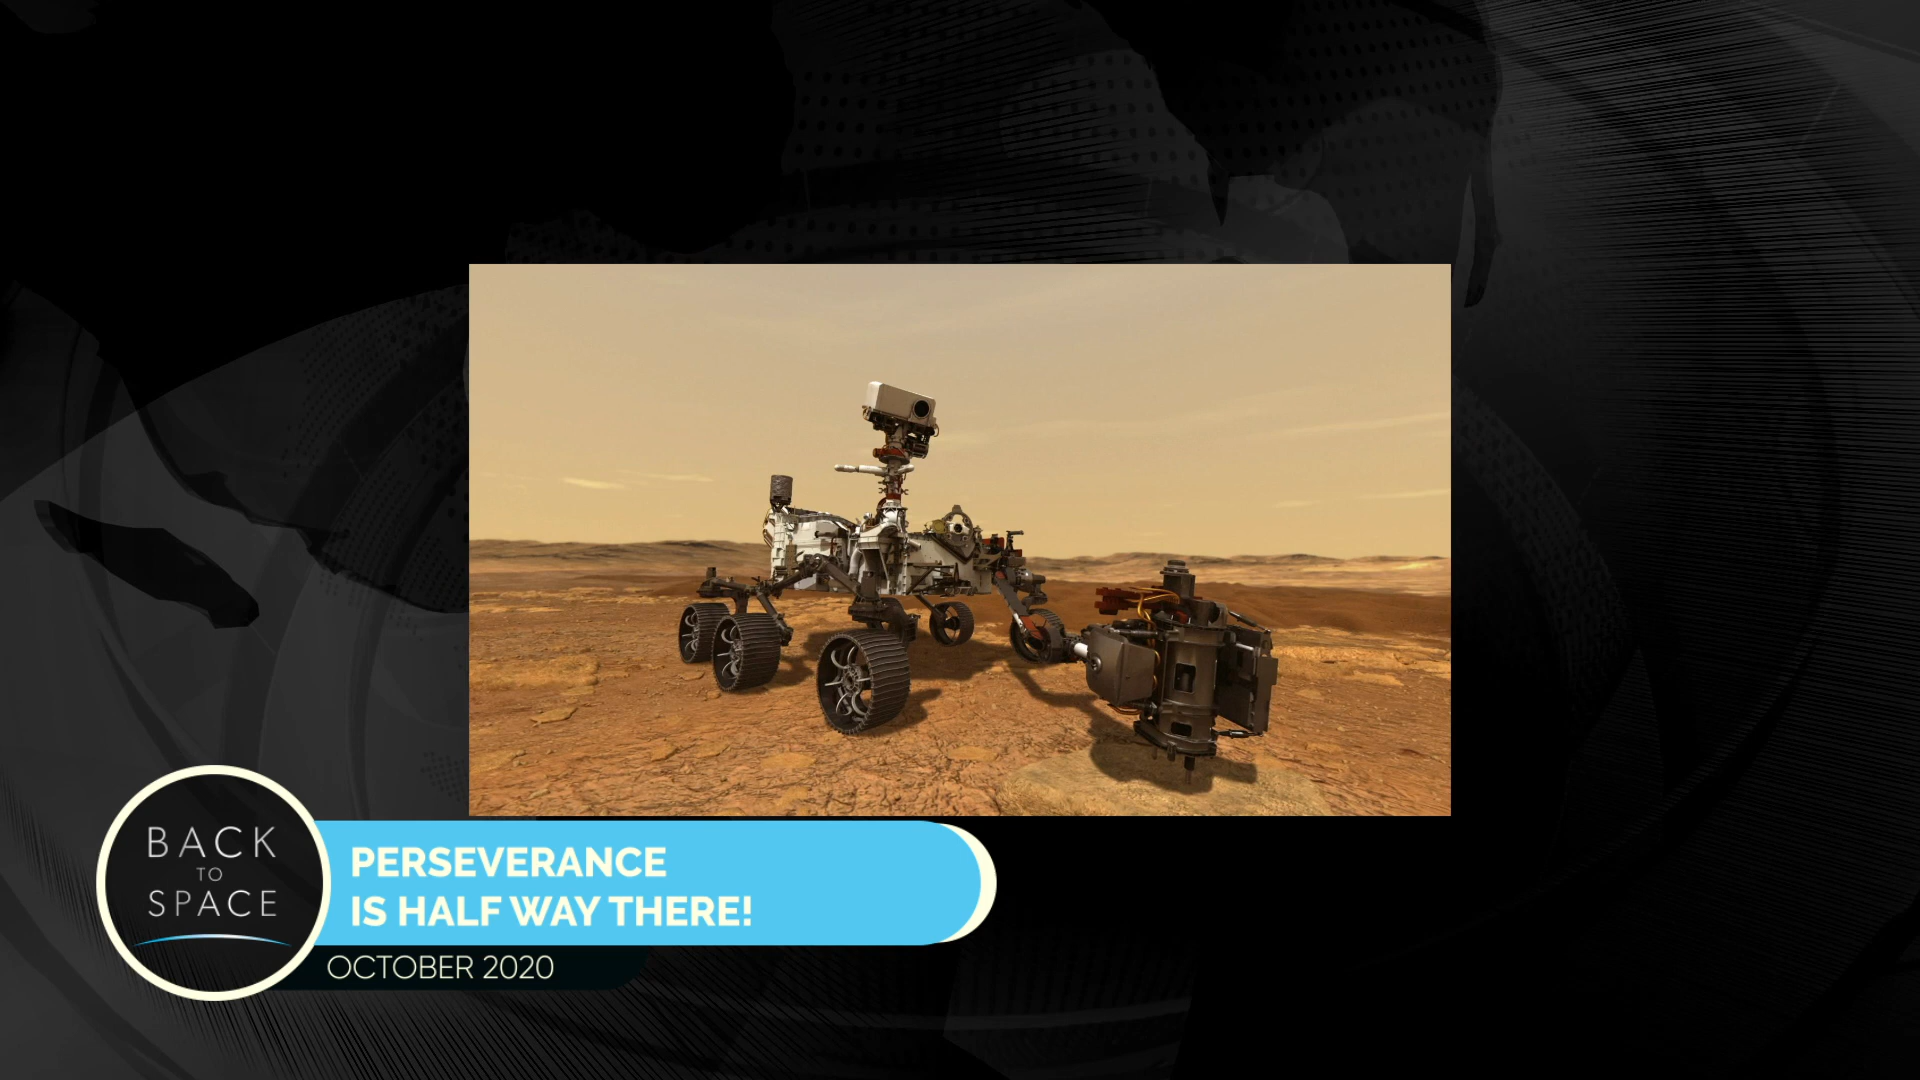 BACK
TO
SPACE
PERSEVERANCE
IS HALF WAY THERE!
OCTOBER 2020